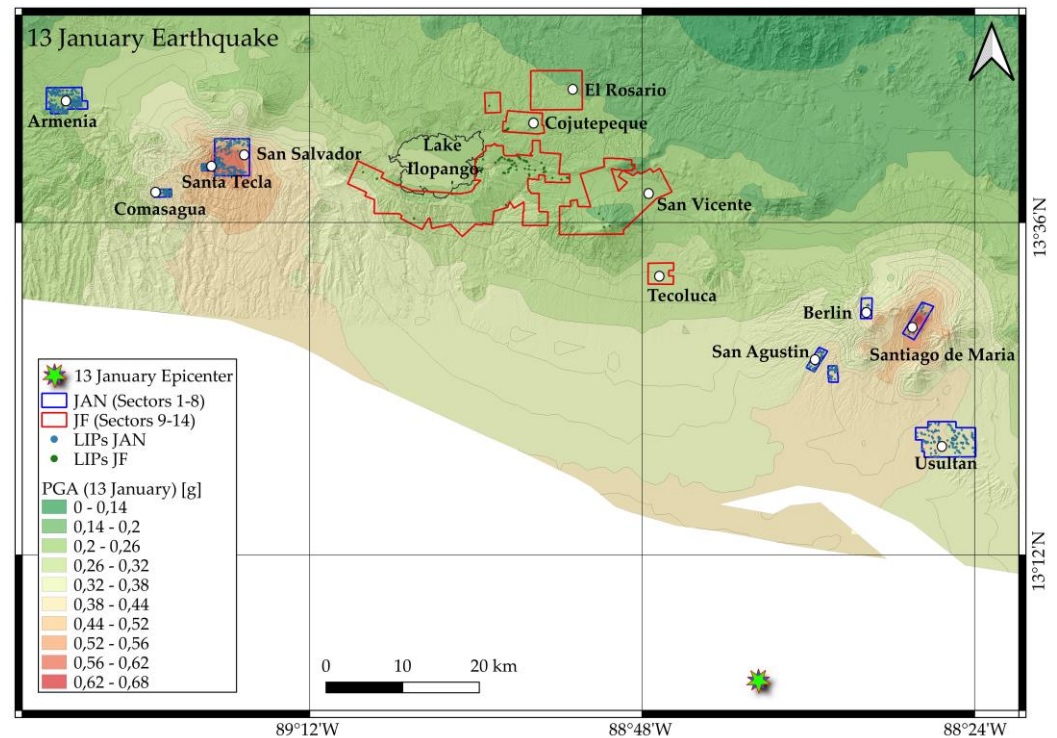 13 January Earthquake
El Rosario
Armenia
Cojutepeque
Lake
Ilopango
San Salvador
Santa Tecla
Comasagua
San Vicente
13°36'N
Tecoluca
Berlin
San Agustin
Santiago de Maria
Usultan
13 January Epicenter
JAN (Sectors 1-8)
JF (Sectors 9-14)
LIPs JAN
LIPs JF
PGA (13 January) [g]
0 - 0,14
0,14 - 0,2
0,2 - 0,26
0,26 - 0,32
0,32 - 0,38
0,38 - 0,44
0,44 - 0,52
0,52 - 0,56
0,56 - 0,62
0,62 - 0,68
13°12'N
0 10 20 km
89°12'W 88°48'W 88°24'W